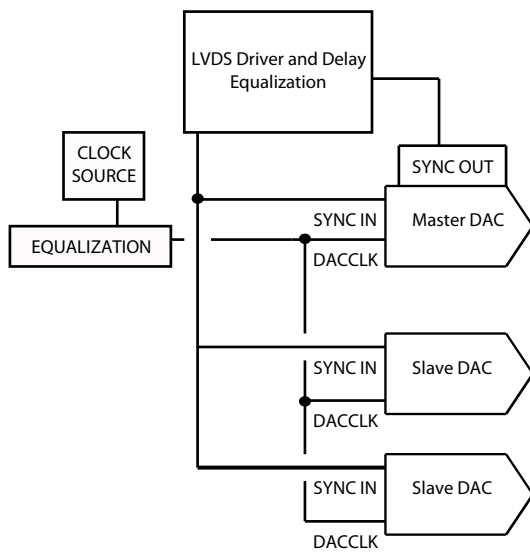 LVDS Driver and Delay
Equalization
CLOCK
SOURCE
SYNC OUT
SYNC IN
Master DAC
EQUALIZATION
DACCLK
SYNC IN
Slave DAC
DACCLK
SYNC IN
Slave DAC
DACCLK